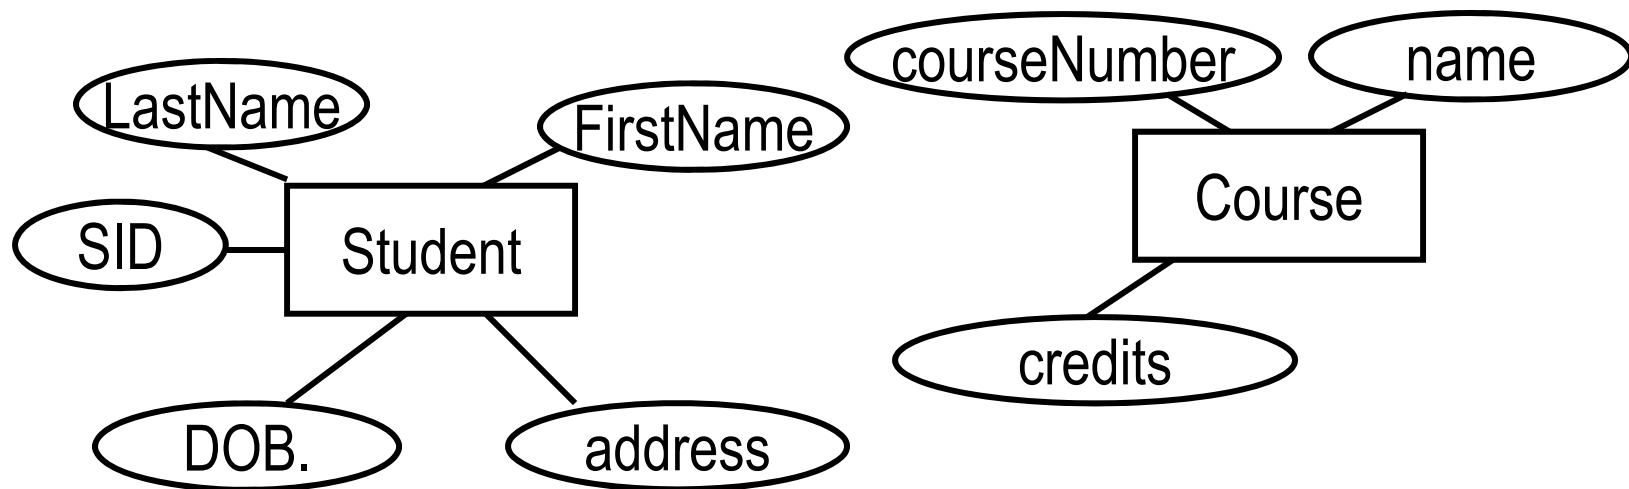 courseNumber
name
LastName
FirstName
Course
SID
Student
credits
DOB.
address